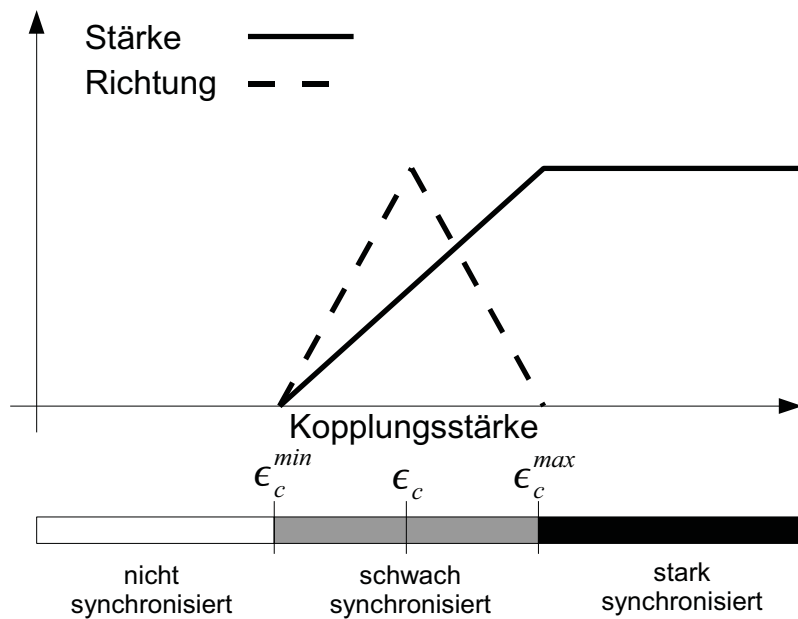 Stärke
Richtung
Kopplungsstärke
ϵ_c^min ϵ_c ϵ_c^max
nicht synchronisiert
schwach synchronisiert
stark synchronisiert